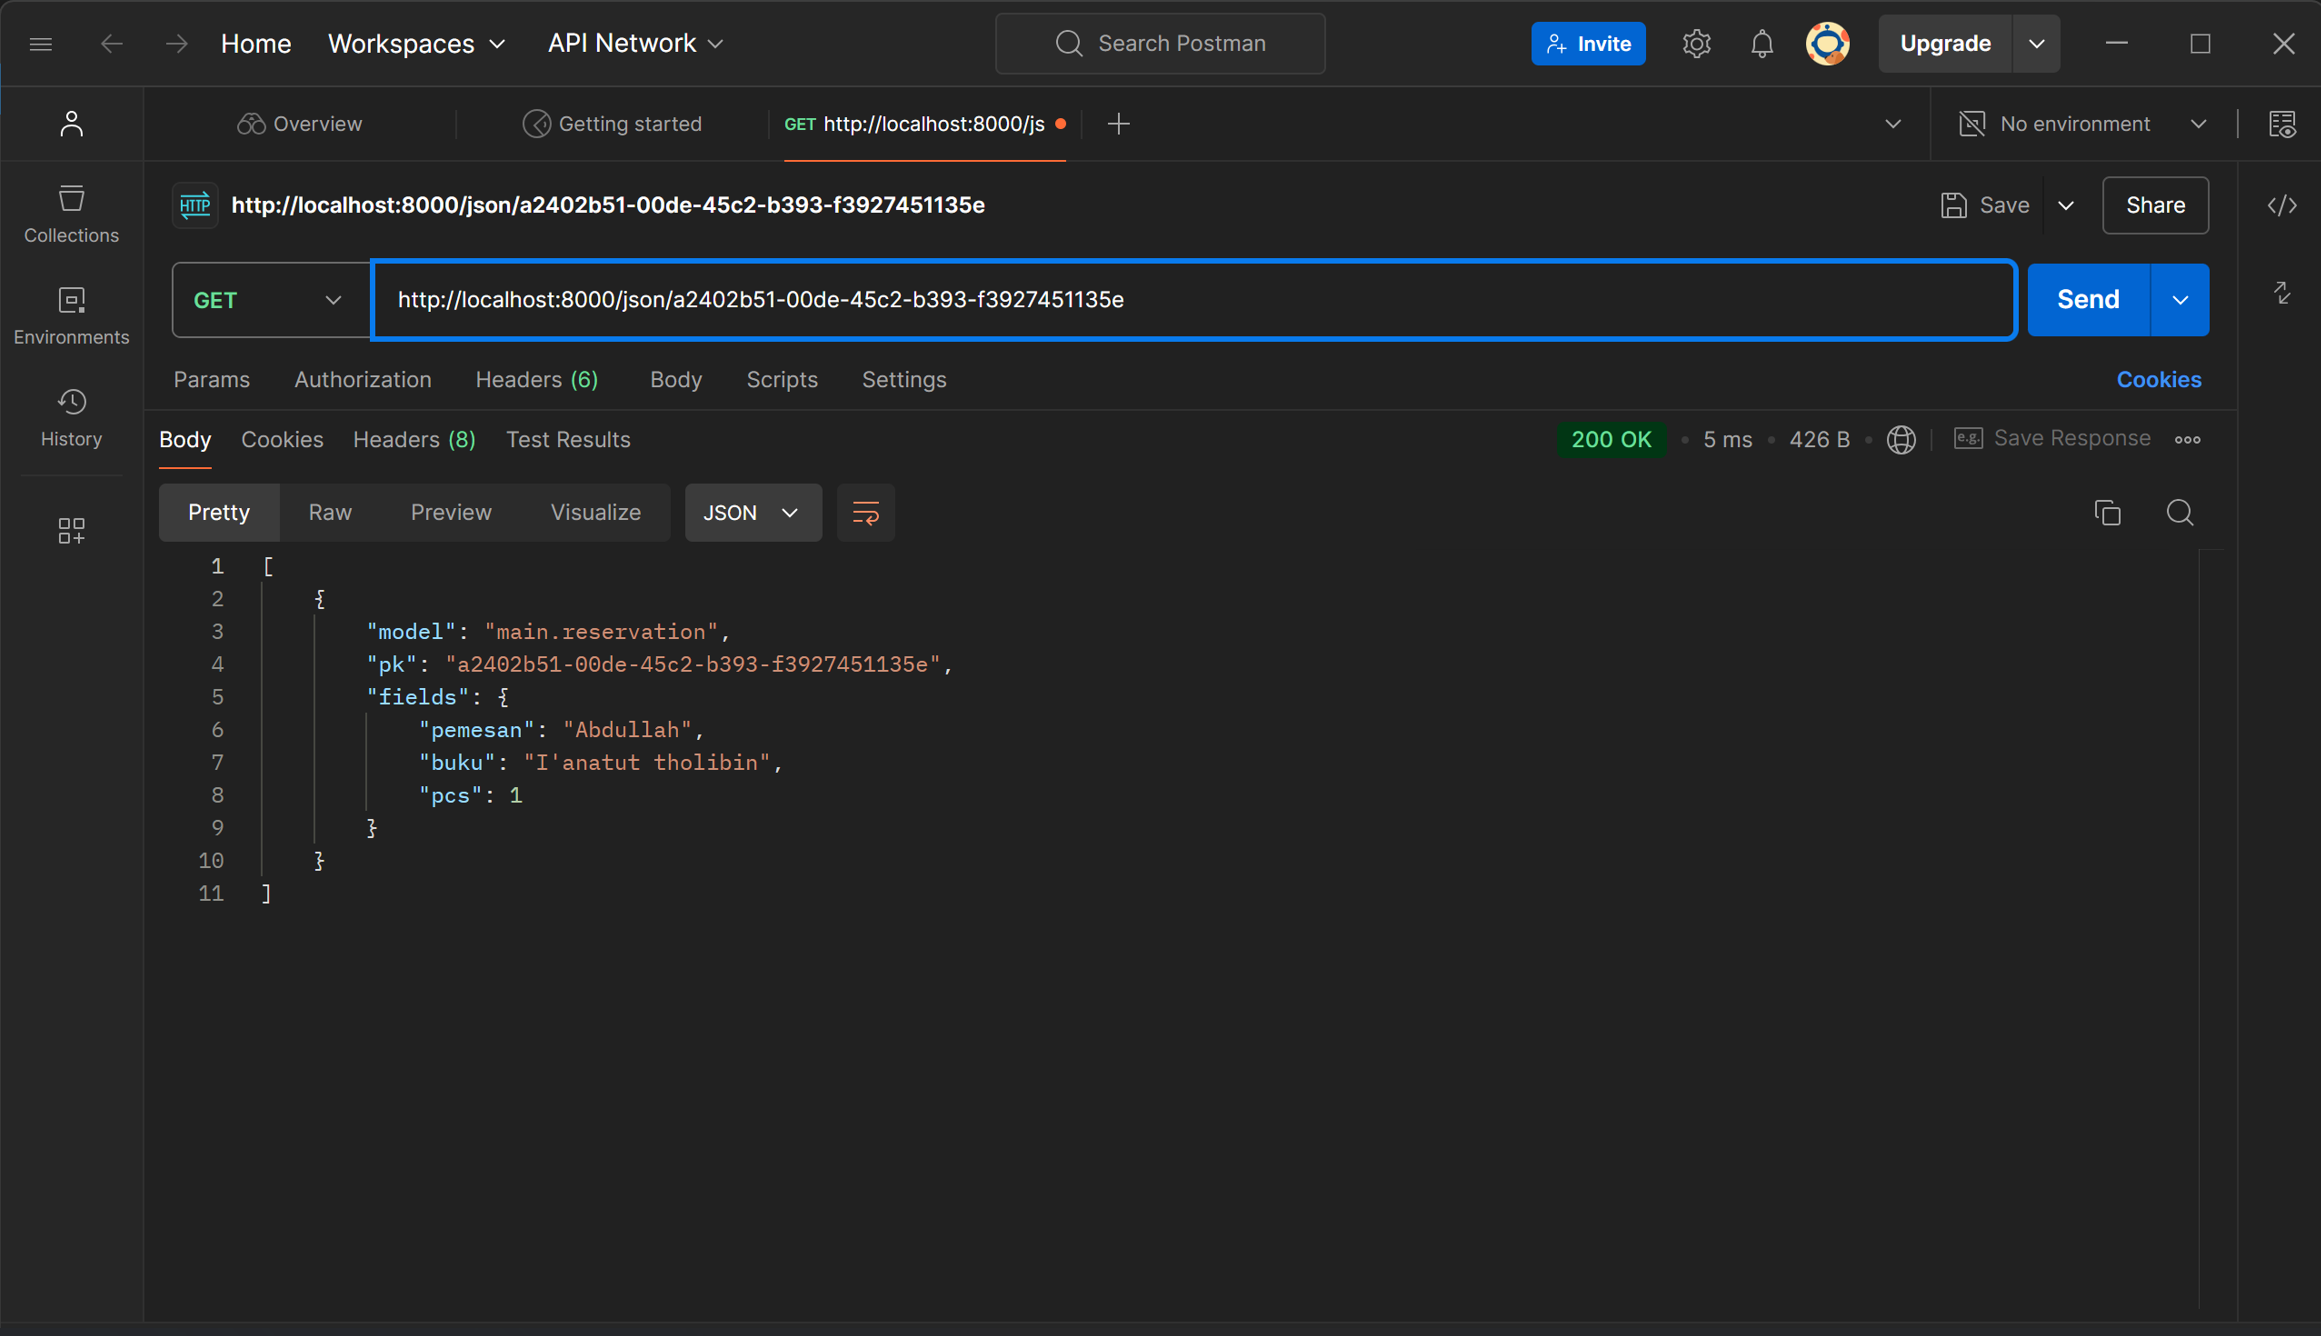 Home Workspaces API Network Search Postman Invite Upgrade
Overview Getting started GET http://localhost:8000/js No environment
HTTP http://localhost:8000/json/a2402b51-00de-45c2-b393-f3927451135e Save Share
Collections
GET http://localhost:8000/json/a2402b51-00de-45c2-b393-f3927451135e Send
Environments
Params Authorization Headers (6) Body Scripts Settings Cookies
History
Body Cookies Headers (8) Test Results 200 OK 5 ms 426 B e.g. Save Response
Pretty Raw Preview Visualize JSON
1 [
2 {
3 "model": "main.reservation",
4 "pk": "a2402b51-00de-45c2-b393-f3927451135e",
5 "fields": {
6 "pemesan": "Abdullah",
7 "buku": "I'anatut tholibin",
8 "pcs": 1
9 }
10 }
11 ]